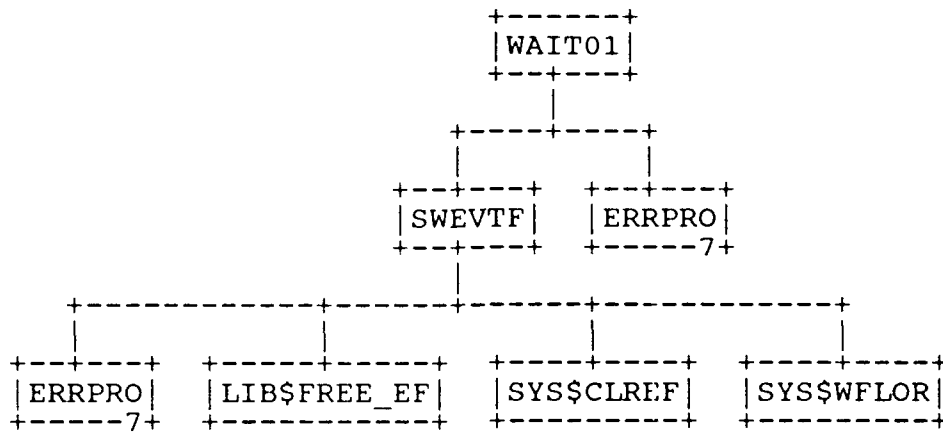 WAIT01
SWEVTF ERRPRO
7
ERRPRO LIB$FREE_EF SYS$CLREF SYS$WFLOR
7